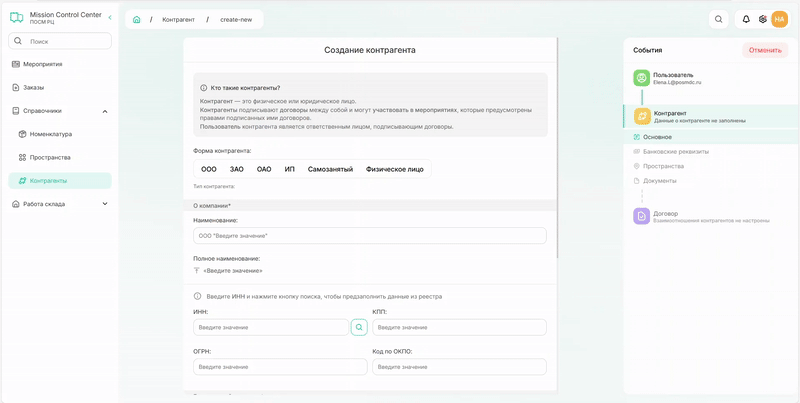 Mission Control Center
ПОСМ РЦ
Поиск
Мероприятия
Заказы
Справочники
Номенклатура
Пространства
Контрагенты
Работа склада
/ Контрагент / create-new
НА
Создание контрагента
Кто такие контрагенты?
Контрагент — это физическое или юридическое лицо.
Контрагенты подписывают договоры между собой и могут участвовать в мероприятиях, которые предусмотрены
правами подписанных ими договоров.
Пользователь контрагента является ответственным лицом, подписывающим договоры.
Форма контрагента:
ООО ЗАО ОАО ИП Самозанятый Физическое лицо
Тип контрагента:
О компании*
Наименование:
ООО "Введите значение"
Полное наименование:
<Введите значение>
Введите ИНН и нажмите кнопку поиска, чтобы предзаполнить данные из реестра
ИНН: КПП:
Введите значение Введите значение
ОГРН: Код по ОКПО:
Введите значение Введите значение
События
Отменить
Пользователь
Elena.L@posmdc.ru
Контрагент
Данные о контрагенте не заполнены
Основное
Банковские реквизиты
Пространства
Документы
Договор
Взаимоотношения контрагентов не настроены